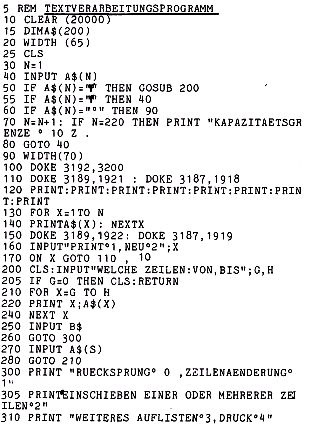 5 REM TEXTVERARBEITUNGSPROGRAMM
10 CLEAR (20000)
15 DIMA$(200)
20 WIDTH (65)
25 CLS
30 N=1
40 INPUT A$(N)
50 IF A$(N)="" THEN GOSUB 200
55 IF A$(N)="" THEN 40
60 IF A$(N)="°" THEN 90
70 N=N+1: IF N=220 THEN PRINT "KAPAZITAETSGR
ENZE ° 10 Z .
80 GOTO 40
90 WIDTH(70)
100 DOKE 3192,3200
110 DOKE 3189,1921 : DOKE 3187,1918
120 PRINT:PRINT:PRINT:PRINT:PRINT:PRINT:PRIN
T:PRINT
130 FOR X=1TO N
140 PRINTA$(X): NEXTX
150 DOKE 3189,1922: DOKE 3187,1919
160 INPUT"PRINT°1,NEU°2";X
170 ON X GOTO 110 , 10
200 CLS:INPUT"WELCHE ZEILEN:VON,BIS";G,H
205 IF G=0 THEN CLS:RETURN
210 FOR X=G TO H
220 PRINT X;A$(X)
240 NEXT X
250 INPUT B$
260 GOTO 300
270 INPUT A$(S)
280 GOTO 210
300 PRINT "RUECKSPRUNG° 0 ,ZEILENAENDERUNG°
1"
305 PRINT"EINSCHIEBEN EINER ODER MEHRERER ZEI
ILEN°2"
310 PRINT "WEITERES AUFLISTEN°3,DRUCK°4"